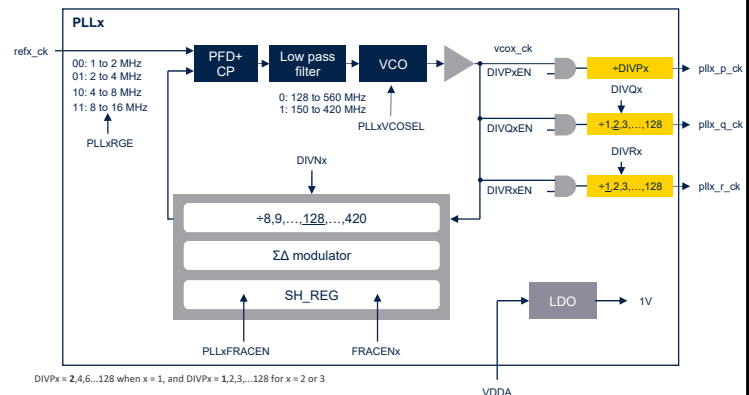 PLLx
refx_ck
00: 1 to 2 MHz
01: 2 to 4 MHz
10: 4 to 8 MHz
11: 8 to 16 MHz
PLLxRGE
PFD+
CP
Low pass
filter
VCO
0: 128 to 560 MHz
1: 150 to 420 MHz
PLLxVCOSEL
vcox_ck
DIVPxEN
÷DIVPx
pllx_p_ck
DIVQx
DIVQxEN
÷1,2,3,...,128
pllx_q_ck
DIVRx
DIVRxEN
÷1,2,3,...,128
pllx_r_ck
DIVNx
÷8,9,...,128,...,420
ΣΔ modulator
SH_REG
PLLxFRACEN
FRACENx
LDO
1V
VDDA
DIVPx = 2,4,6...128 when x = 1, and DIVPx = 1,2,3,...128 for x = 2 or 3